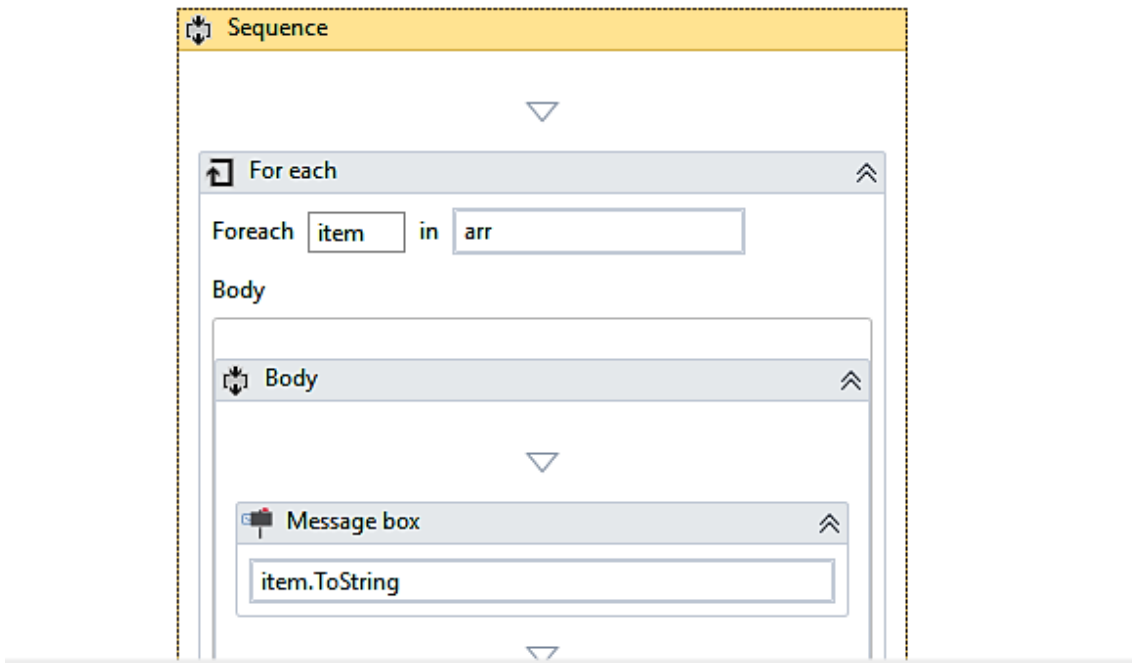 Sequence
For each
Foreach item in arr
Body
Body
Message box
item.ToString